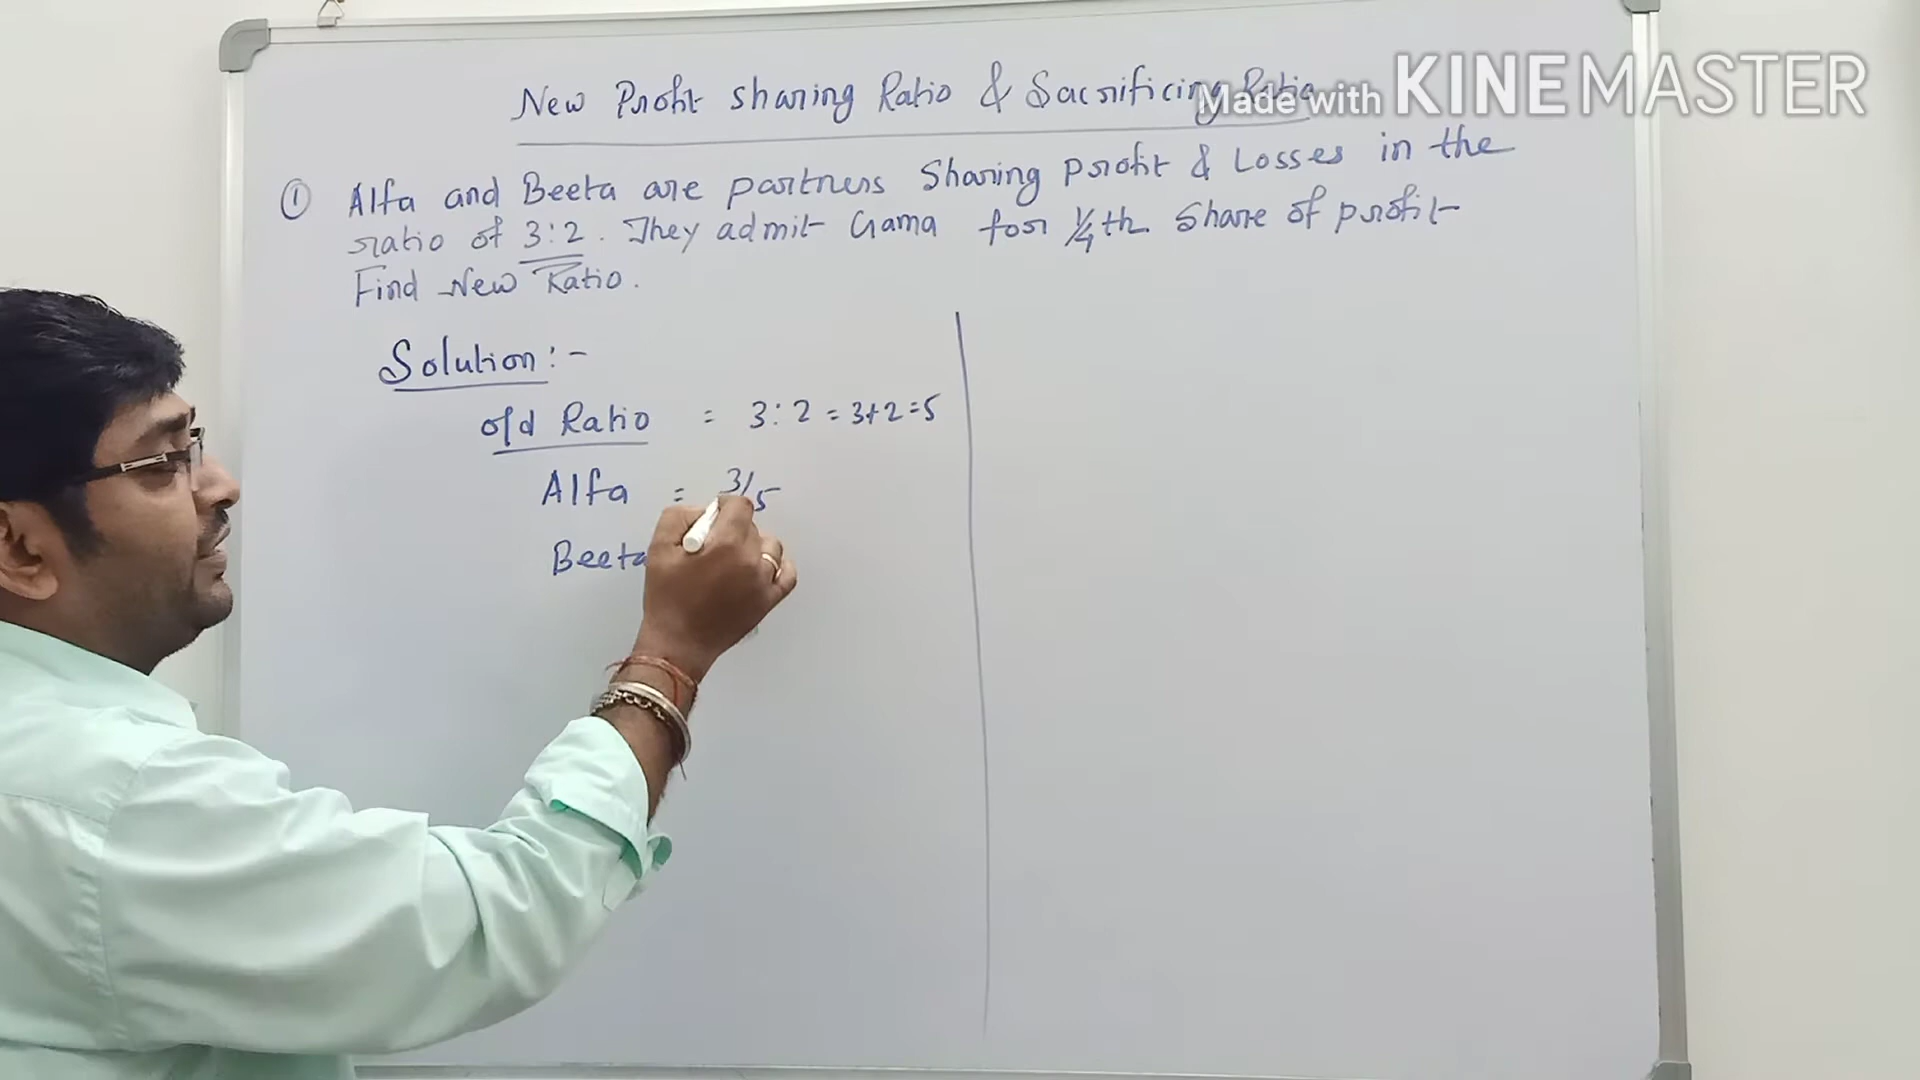 New Profit sharing Ratio & Sacrificing Ratio
Made with KINEMASTER
① Alfa and Beeta are partners Sharing profit & Losses in the
ratio of 3:2. They admit Gama for 1/4th Share of profit
Find New Ratio.
Solution:-
old Ratio = 3:2 = 3+2=5
Alfa = 3/5
Beeta